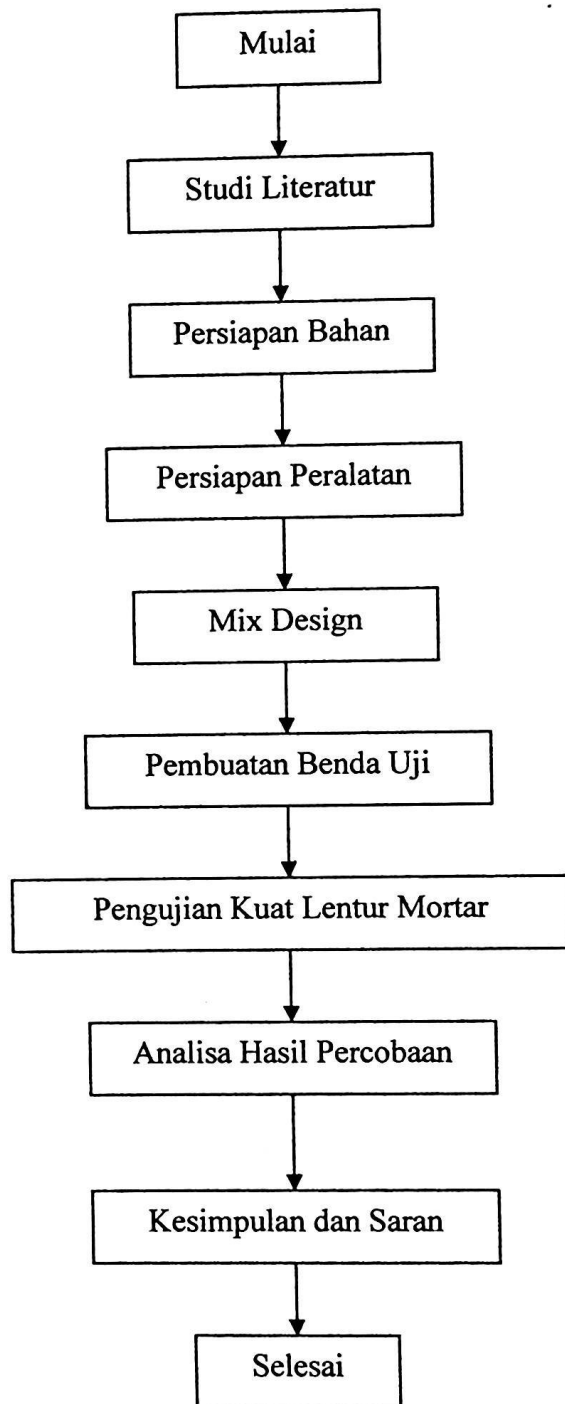 Mulai
Studi Literatur
Persiapan Bahan
Persiapan Peralatan
Mix Design
Pembuatan Benda Uji
Pengujian Kuat Lentur Mortar
Analisa Hasil Percobaan
Kesimpulan dan Saran
Selesai